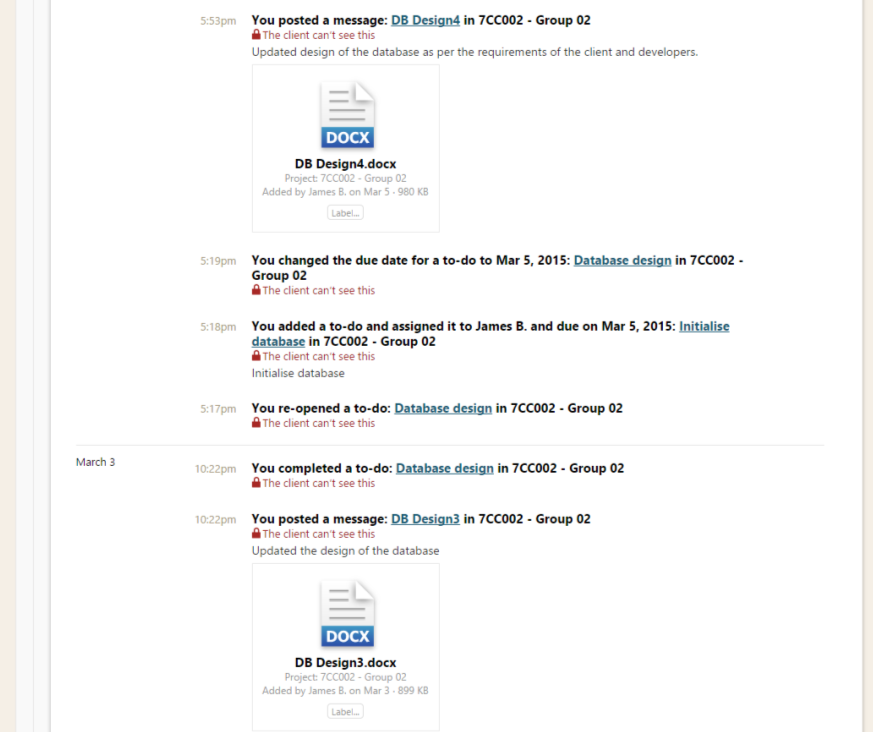 5:53pm You posted a message: DB Design4 in 7CC002 - Group 02
The client can't see this
Updated design of the database as per the requirements of the client and developers.
DOCX
DB Design4.docx
Project: 7CC002 - Group 02
Added by James B. on Mar 5 · 980 KB
Label...
5:19pm You changed the due date for a to-do to Mar 5, 2015: Database design in 7CC002 -
Group 02
The client can't see this
5:18pm You added a to-do and assigned it to James B. and due on Mar 5, 2015: Initialise
database in 7CC002 - Group 02
The client can't see this
Initialise database
5:17pm You re-opened a to-do: Database design in 7CC002 - Group 02
The client can't see this
March 3 10:22pm You completed a to-do: Database design in 7CC002 - Group 02
The client can't see this
10:22pm You posted a message: DB Design3 in 7CC002 - Group 02
The client can't see this
Updated the design of the database
DOCX
DB Design3.docx
Project: 7CC002 - Group 02
Added by James B. on Mar 3 · 899 KB
Label...